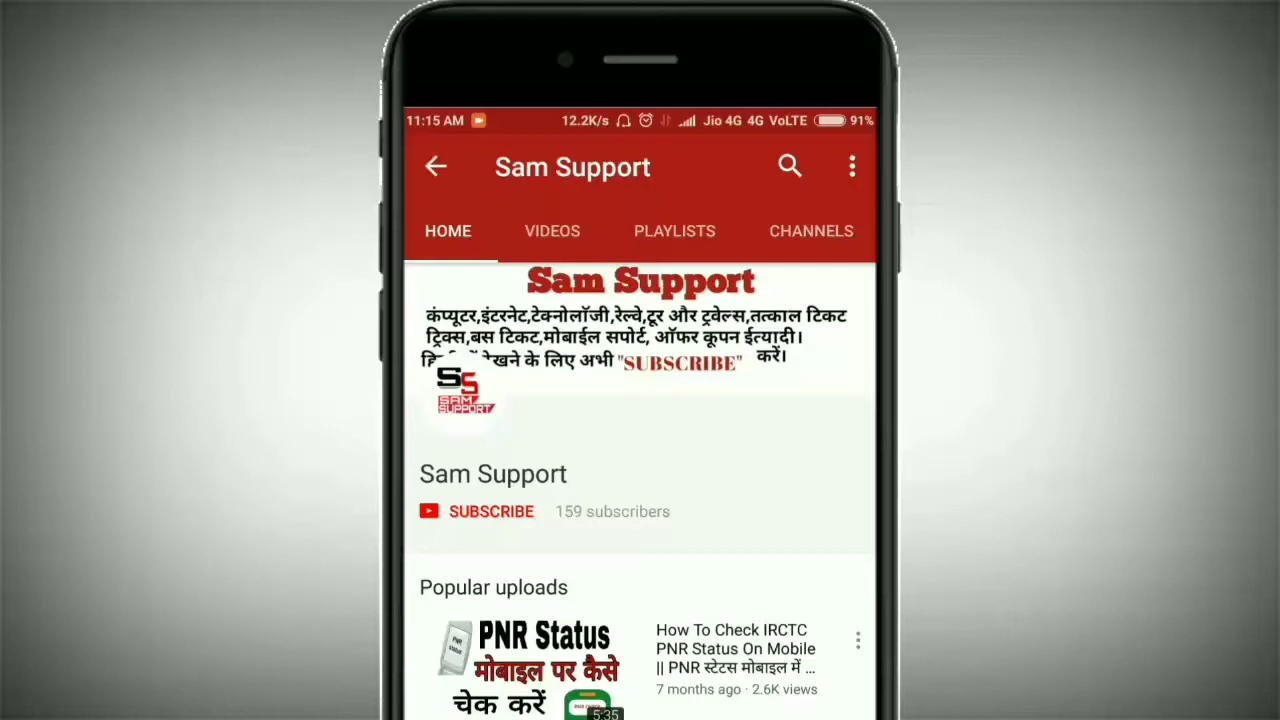 11:15 AM 12.2K/s Jio 4G 4G VoLTE 91%
Sam Support
HOME VIDEOS PLAYLISTS CHANNELS
Sam Support
कंप्यूटर,इंटरनेट,टेक्नोलॉजी,रेल्वे,टूर और ट्रवेल्स,तत्काल टिकट
ट्रिक्स,बस टिकट,मोबाईल सपोर्ट, ऑफर कूपन ईत्यादी।
के लिए अभी "SUBSCRIBE" करें।
SS
SAM
SUPPORT
Sam Support
SUBSCRIBE 159 subscribers
Popular uploads
PNR Status
मोबाइल पर कैसे
चेक करें
5:35
How To Check IRCTC
PNR Status On Mobile
|| PNR स्टेटस मोबाइल में ...
7 months ago · 2.6K views